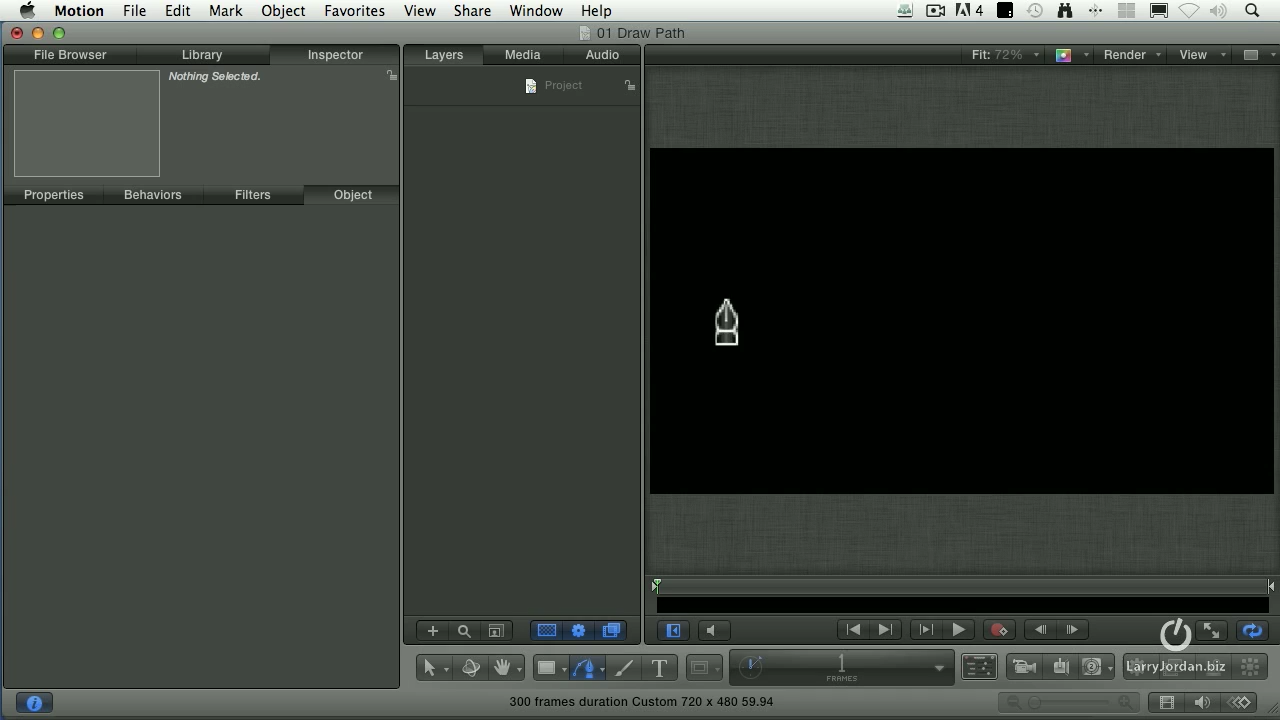 Motion File Edit Mark Object Favorites View Share Window Help 4
01 Draw Path
File Browser Library Inspector Layers Media Audio Fit: 72% Render View
Nothing Selected.
Project
Properties Behaviors Filters Object
T
1
FRAMES
LarryJordan.biz
300 frames duration Custom 720 x 480 59.94